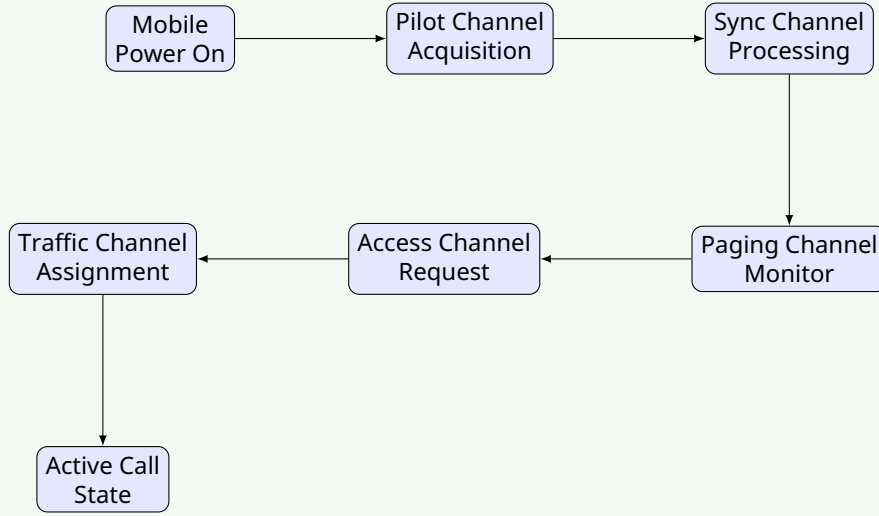 Mobile
Power On
Pilot Channel
Acquisition
Sync Channel
Processing
Paging Channel
Monitor
Access Channel
Request
Traffic Channel
Assignment
Active Call
State